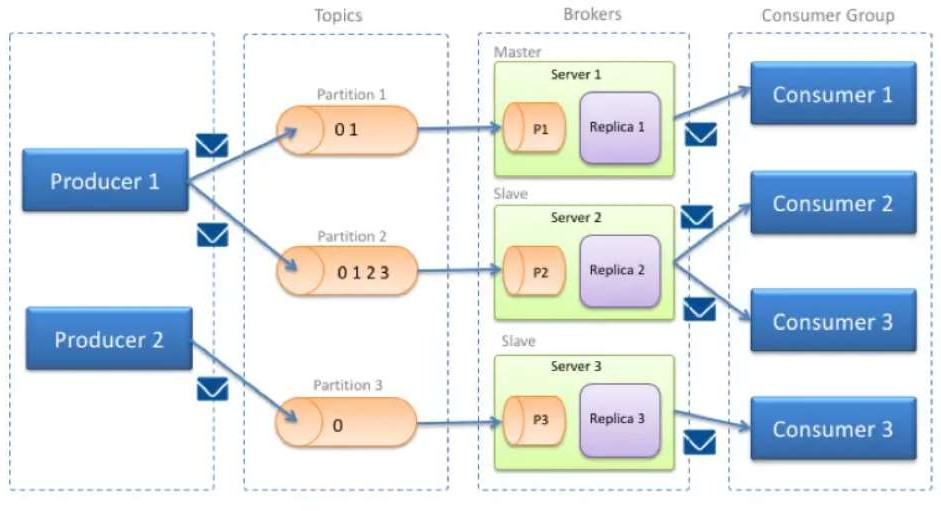 Topics
Brokers
Consumer Group
Producer 1
Producer 2
Partition 1
0 1
Partition 2
0 1 2 3
Partition 3
0
Master
Server 1
P1
Replica 1
Slave
Server 2
P2
Replica 2
Slave
Server 3
P3
Replica 3
Consumer 1
Consumer 2
Consumer 3
Consumer 3